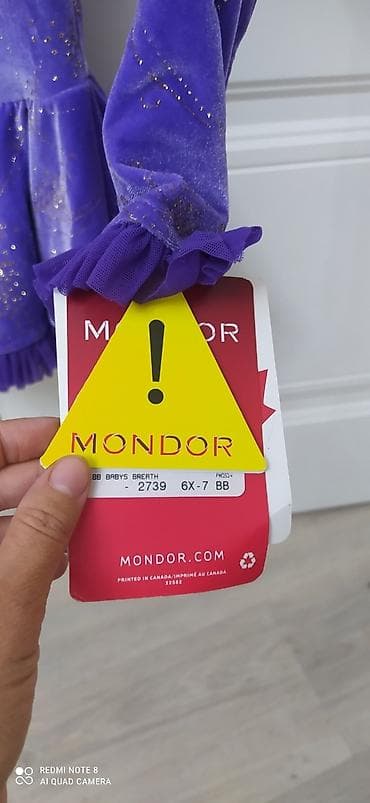 M OR
!
MONDOR
BB BABYS BREATH
- 2739 6X-7 BB
MONDOR.COM
PRINTED IN CANADA/IMPRIMÉ AU CANADA
REDMI NOTE 8
AI QUAD CAMERA